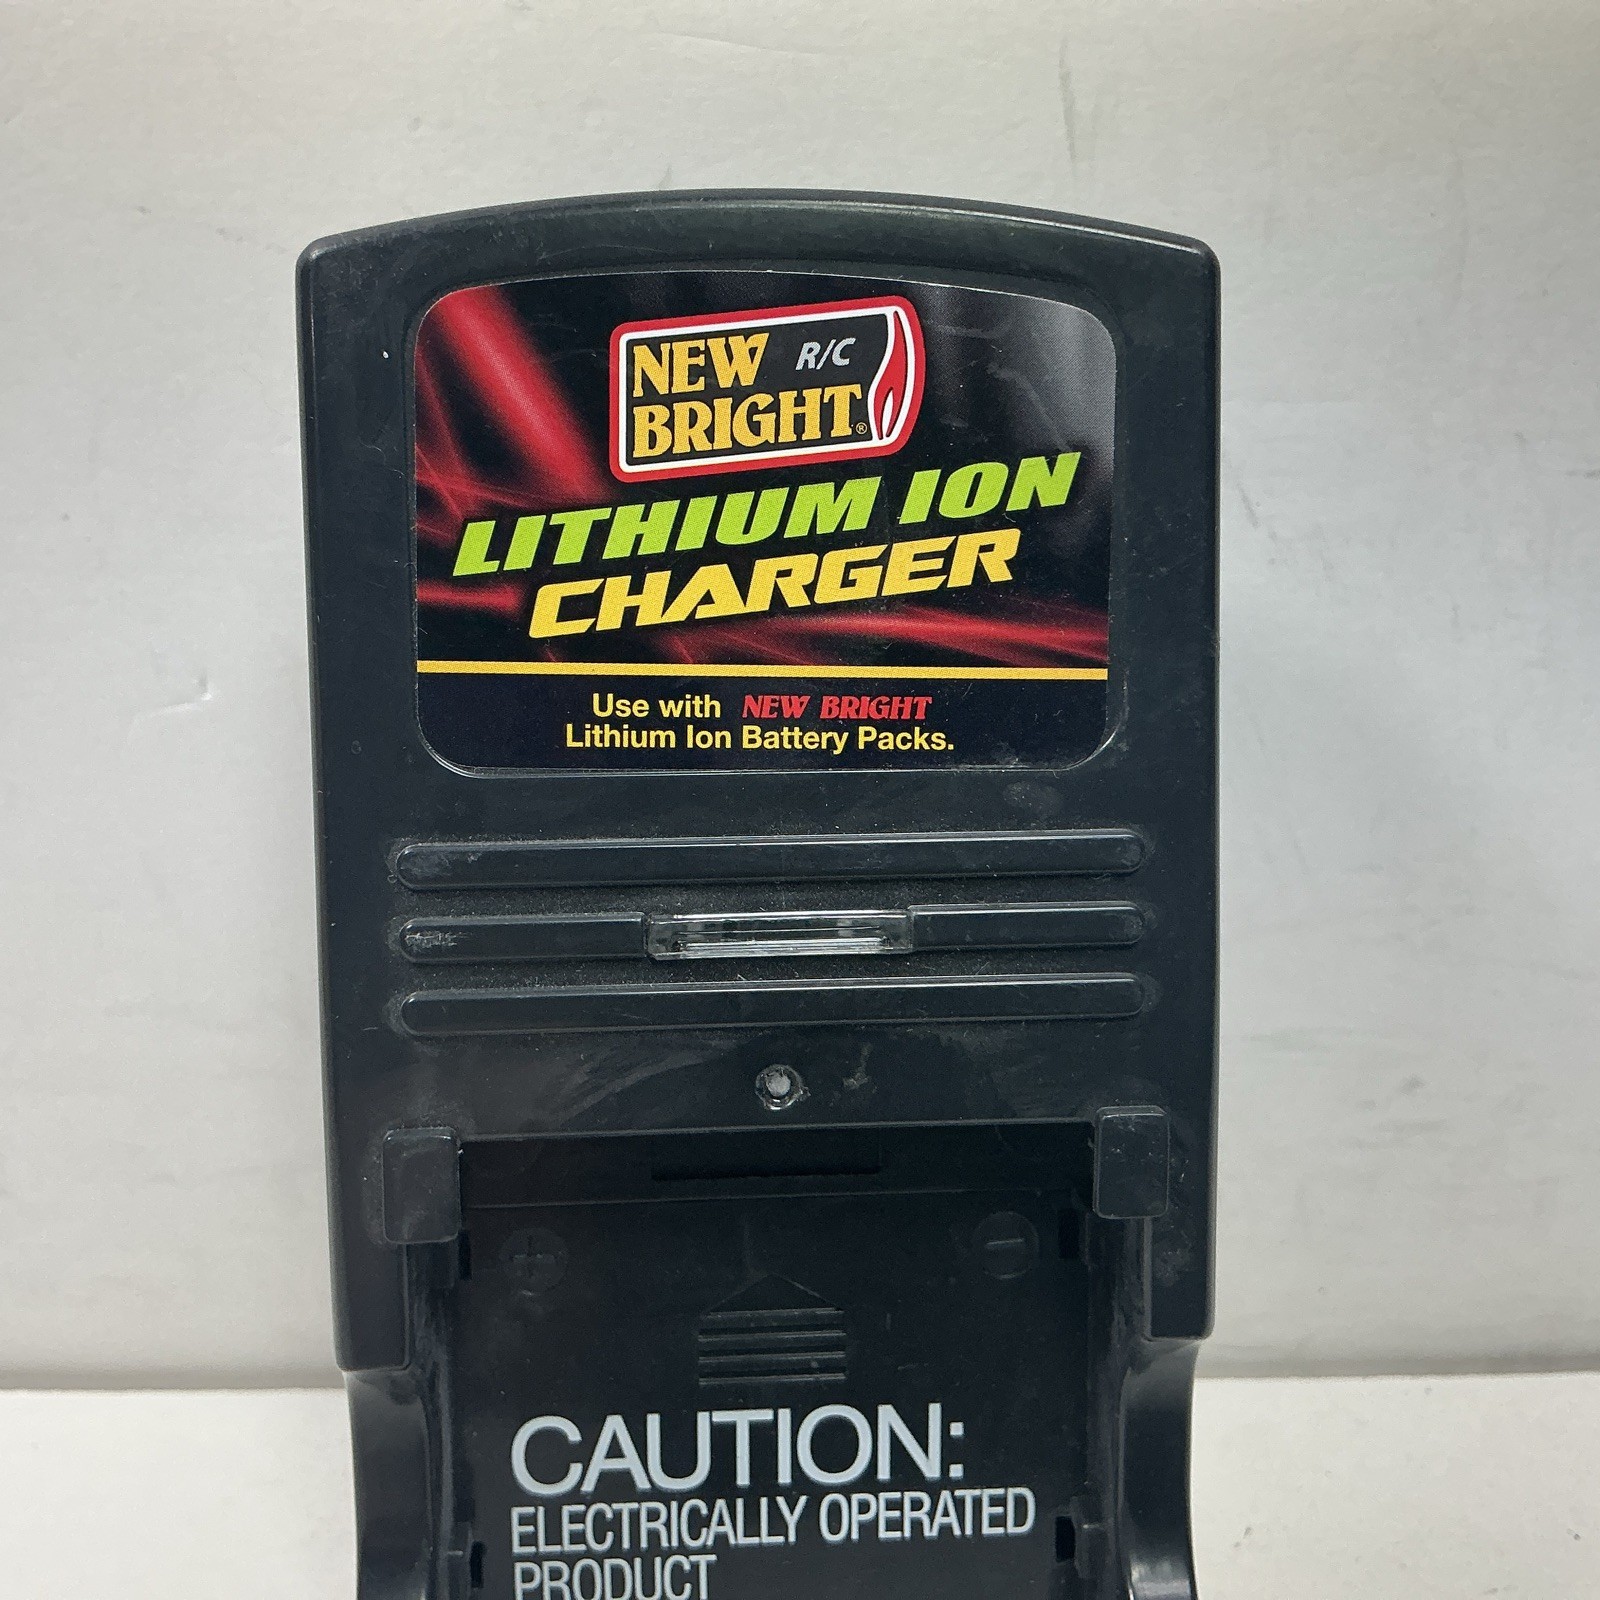 NEW R/C
BRIGHT®
LITHIUM ION
CHARGER
Use with NEW BRIGHT
Lithium Ion Battery Packs.
+ -
CAUTION:
ELECTRICALLY OPERATED
PRODUCT